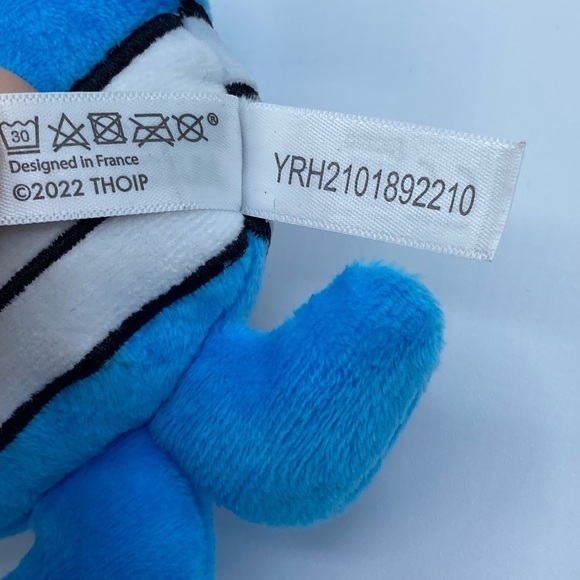 30
®
Designed in France
©2022 THOIP
YRH2101892210